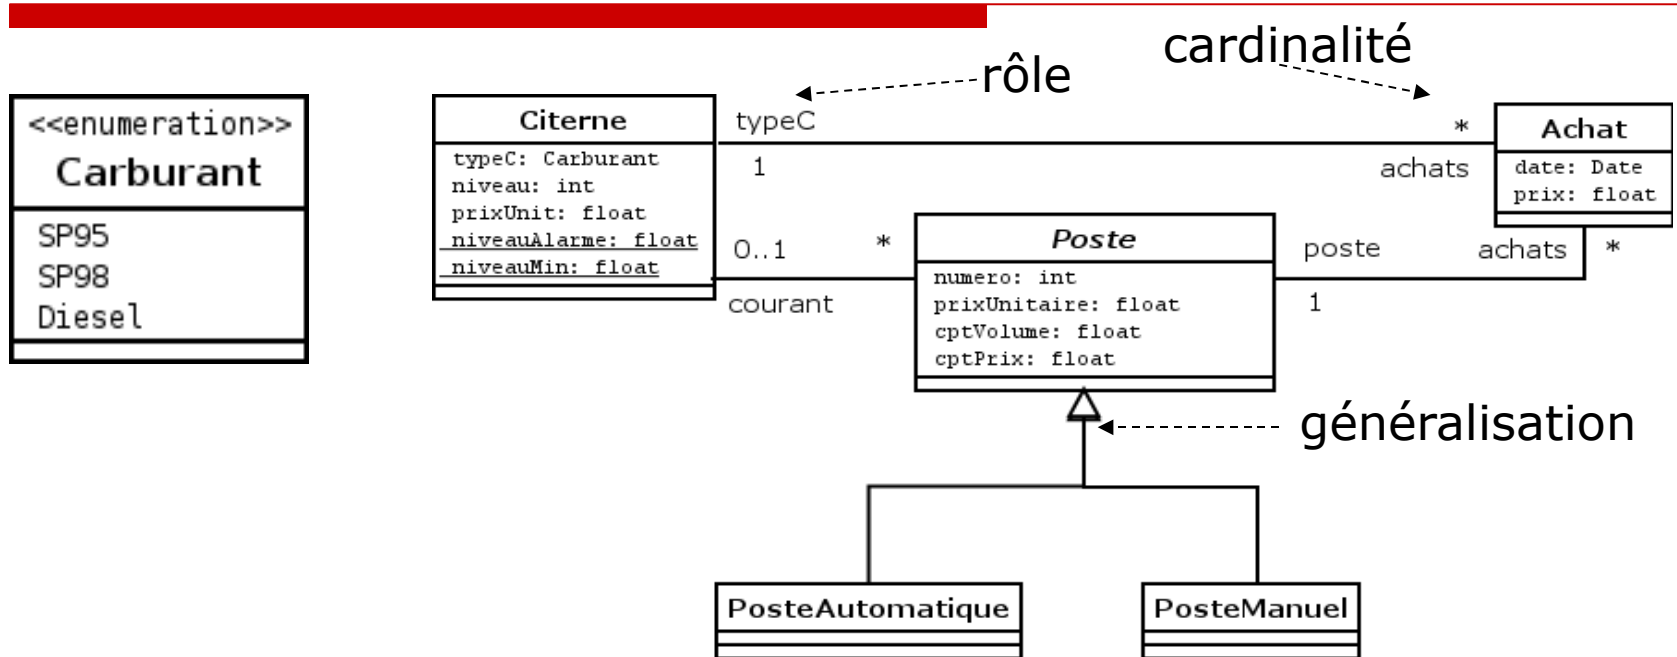 cardinalité
rôle
<<enumeration>>
Carburant
SP95
SP98
Diesel
Citerne
typeC: Carburant
niveau: int
prixUnit: float
niveauAlarme: float
niveauMin: float
typeC
1
*
achats
Achat
date: Date
prix: float
0..1
*
courant
Poste
numero: int
prixUnitaire: float
cptVolume: float
cptPrix: float
poste
1
achats
*
généralisation
PosteAutomatique
PosteManuel